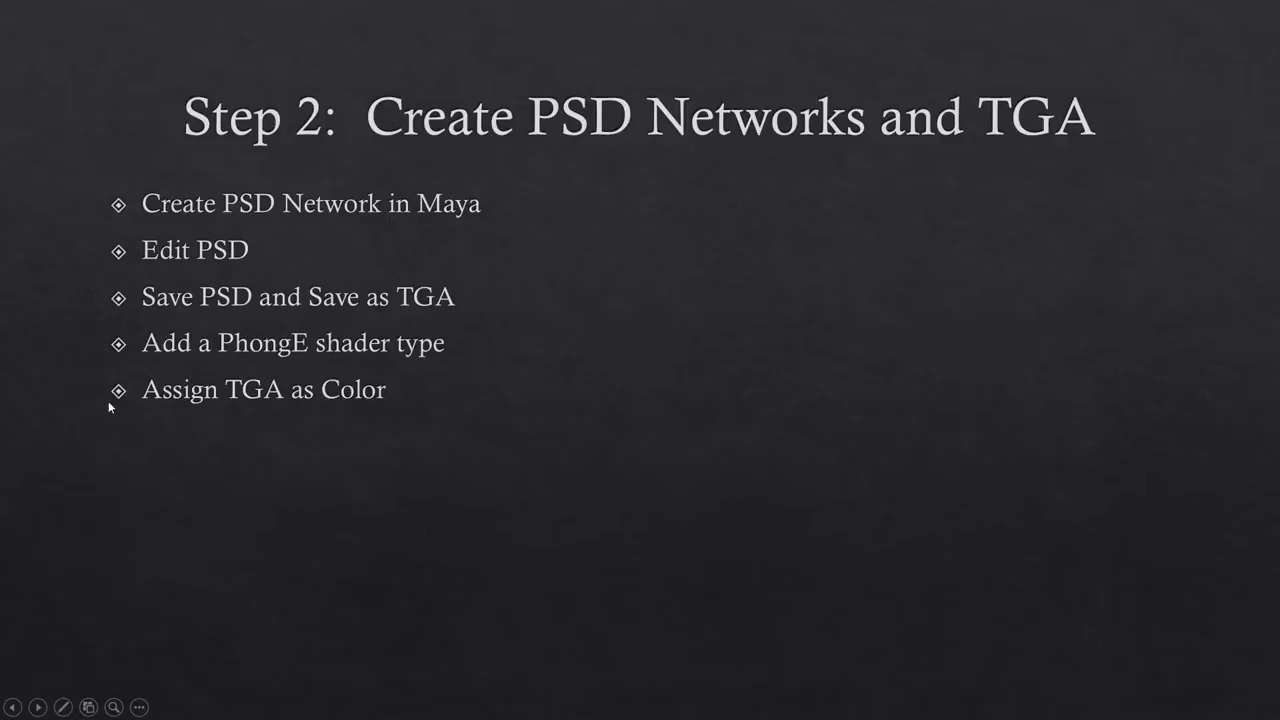 Step 2: Create PSD Networks and TGA
Create PSD Network in Maya
Edit PSD
Save PSD and Save as TGA
Add a PhongE shader type
Assign TGA as Color